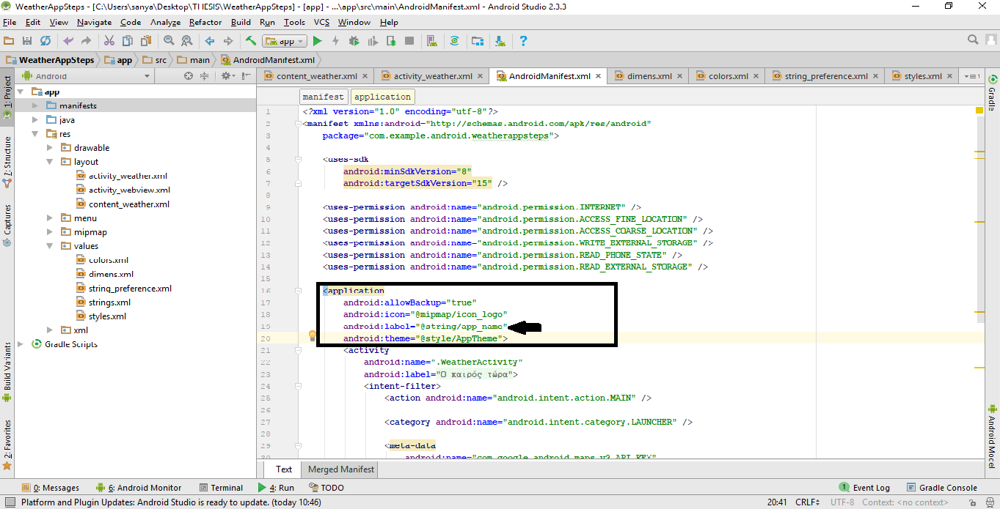 WeatherAppSteps - [C:\Users\sanya\Desktop\THESIS\WeatherAppSteps] - [app] - ...\app\src\main\AndroidManifest.xml - Android Studio 2.3.3
File Edit View Navigate Code Analyze Refactor Build Run Tools VCS Window Help
app
WeatherAppSteps app src main AndroidManifest.xml
Android
content_weather.xml activity_weather.xml AndroidManifest.xml dimens.xml colors.xml string_preference.xml styles.xml
1: Project
Z: Structure
Captures
Build Variants
2: Favorites
app
manifests
java
res
drawable
layout
activity_weather.xml
activity_webview.xml
content_weather.xml
menu
mipmap
values
colors.xml
dimens.xml
string_preference.xml
strings.xml
styles.xml
xml
Gradle Scripts
manifest application
1 <?xml version="1.0" encoding="utf-8"?>
2 <manifest xmlns:android="http://schemas.android.com/apk/res/android"
3 package="com.example.android.weatherappsteps">
4
5 <uses-sdk
6 android:minSdkVersion="8"
7 android:targetSdkVersion="15" />
8
9 <uses-permission android:name="android.permission.INTERNET" />
10 <uses-permission android:name="android.permission.ACCESS_FINE_LOCATION" />
11 <uses-permission android:name="android.permission.ACCESS_COARSE_LOCATION" />
12 <uses-permission android:name="android.permission.WRITE_EXTERNAL_STORAGE" />
13 <uses-permission android:name="android.permission.READ_PHONE_STATE" />
14 <uses-permission android:name="android.permission.READ_EXTERNAL_STORAGE" />
15
16 <application
17 android:allowBackup="true"
18 android:icon="@mipmap/icon_logo"
19 android:label="@string/app_name"
20 android:theme="@style/AppTheme">
21 <activity
22 android:name=".WeatherActivity"
23 android:label="Ο καιρός τώρα">
24 <intent-filter>
25 <action android:name="android.intent.action.MAIN" />
26
27 <category android:name="android.intent.category.LAUNCHER" />
28
29 <meta-data
android:name="com.google.android.maps.v2.API_KEY"
Gradle
Android Model
Text Merged Manifest
0: Messages 6: Android Monitor Terminal 4: Run TODO 1 Event Log Gradle Console
Platform and Plugin Updates: Android Studio is ready to update. (today 10:46) 20:41 CRLF UTF-8 Context: <no context>